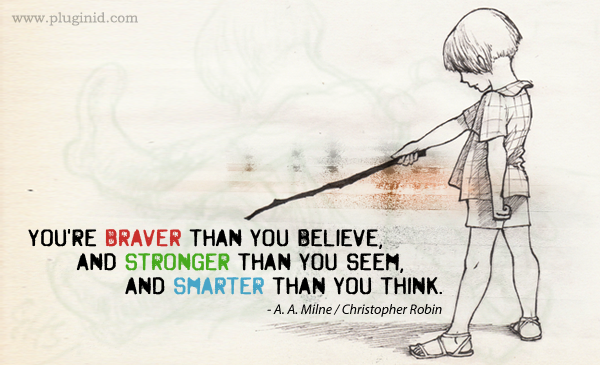 www.pluginid.com
YOU'RE BRAVER THAN YOU BELIEVE,
AND STRONGER THAN YOU SEEM,
AND SMARTER THAN YOU THINK.
- A. A. Milne / Christopher Robin